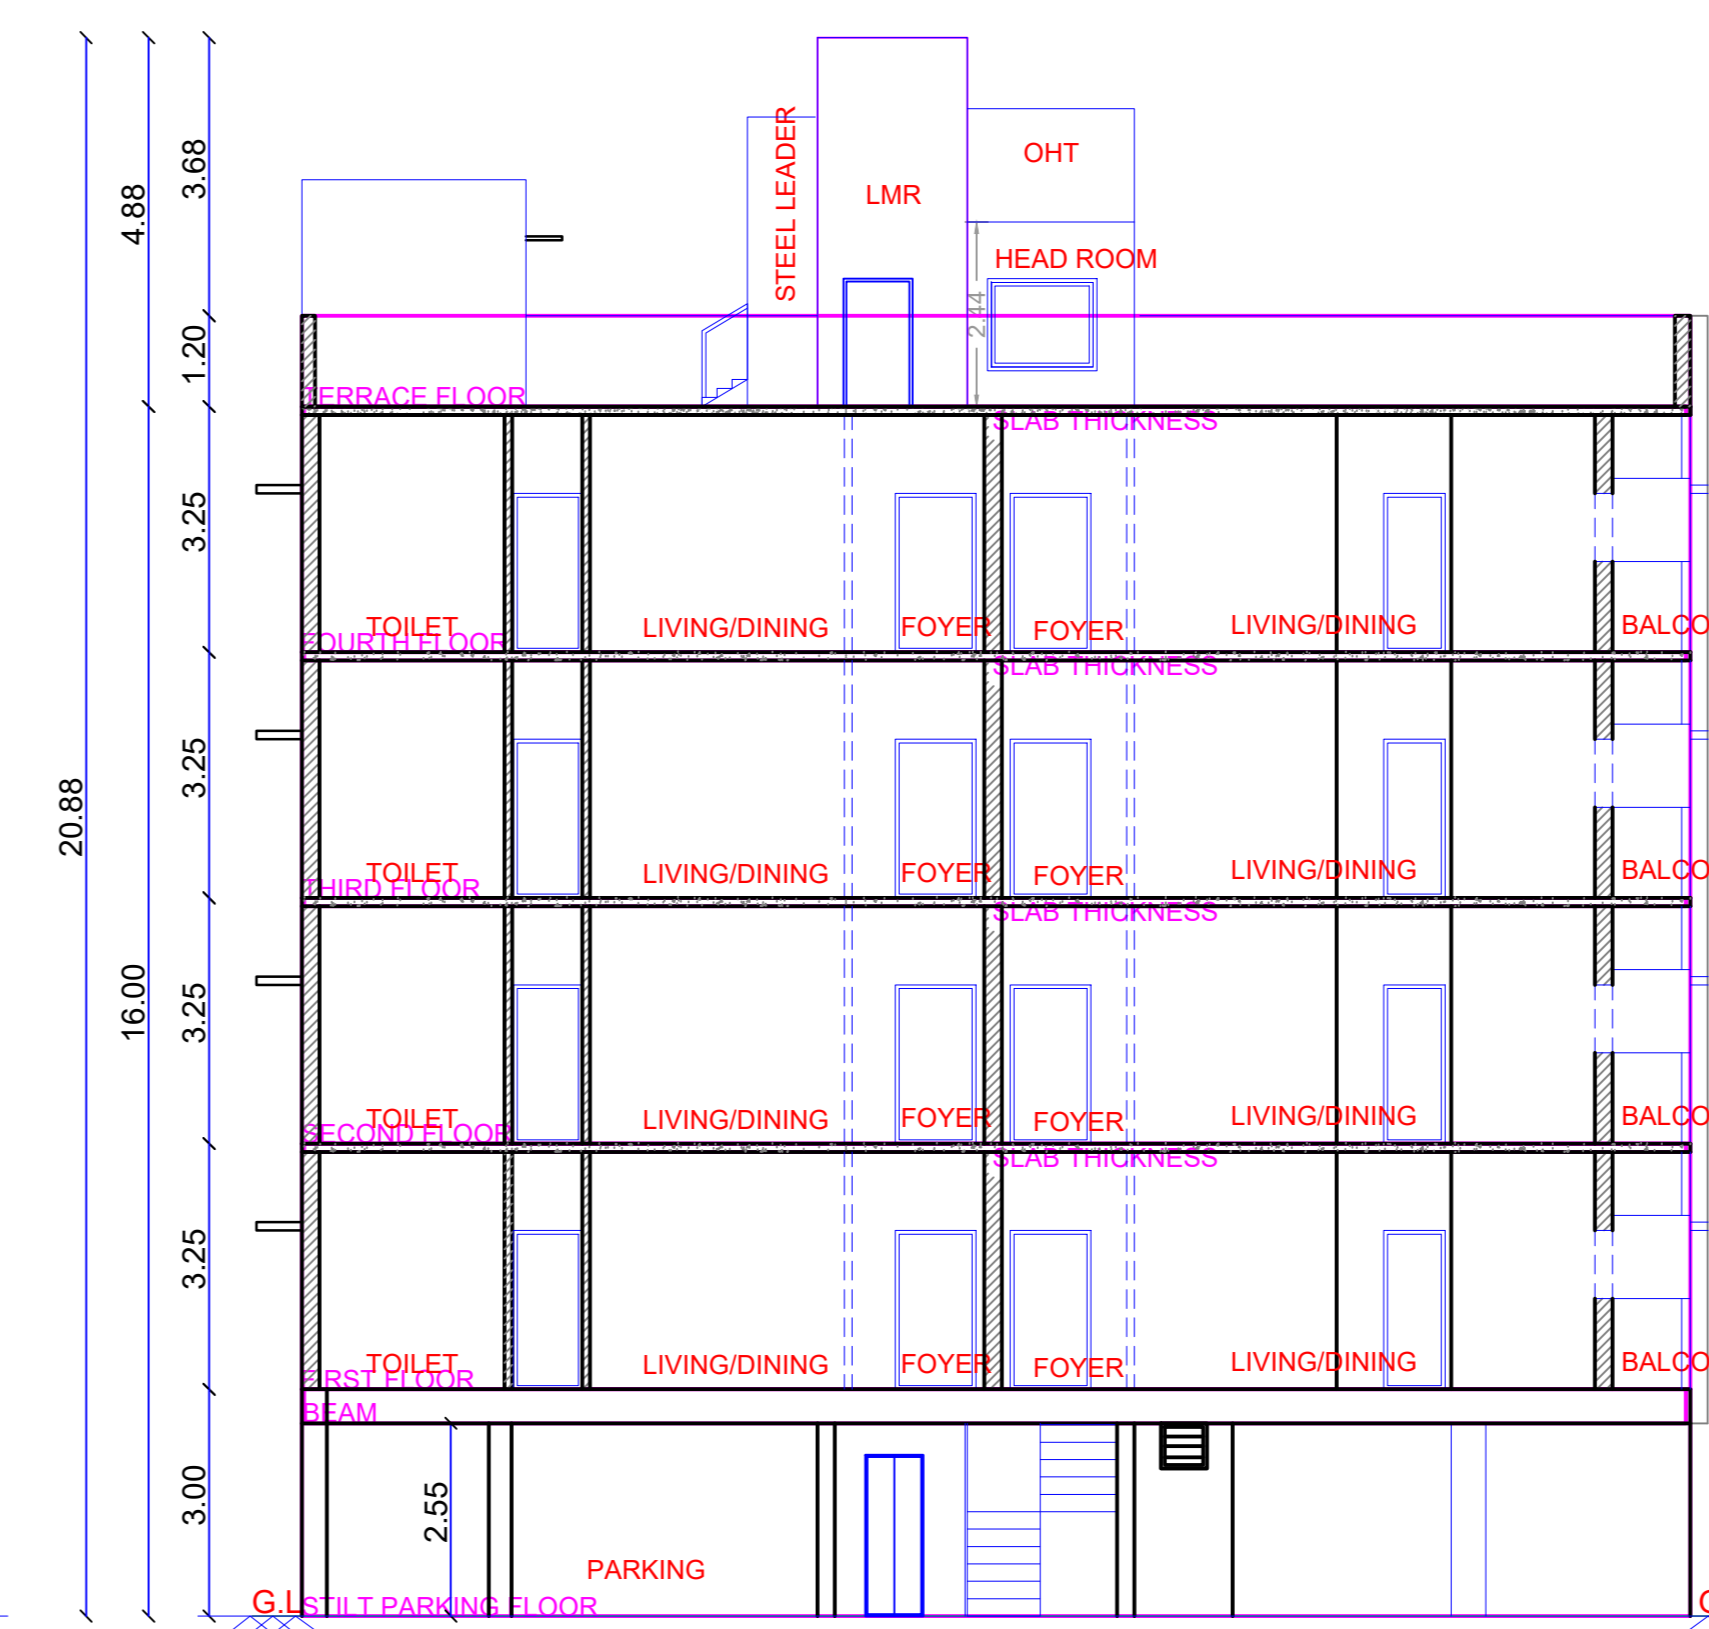 3.68
STEEL LEADER
OHT
4.88
LMR
HEAD ROOM
2.44
1.20
TERRACE FLOOR
SLAB THICKNESS
3.25
TOILET
LIVING/DINING
FOYER
FOYER
LIVING/DINING
BALCO
FOURTH FLOOR
SLAB THICKNESS
3.25
20.88
TOILET
LIVING/DINING
FOYER
FOYER
LIVING/DINING
BALCO
THIRD FLOOR
SLAB THICKNESS
16.00
3.25
TOILET
LIVING/DINING
FOYER
FOYER
LIVING/DINING
BALCO
SECOND FLOOR
SLAB THICKNESS
3.25
TOILET
LIVING/DINING
FOYER
FOYER
LIVING/DINING
BALCO
FIRST FLOOR
BEAM
3.00
2.55
PARKING
G.L
STILT PARKING FLOOR